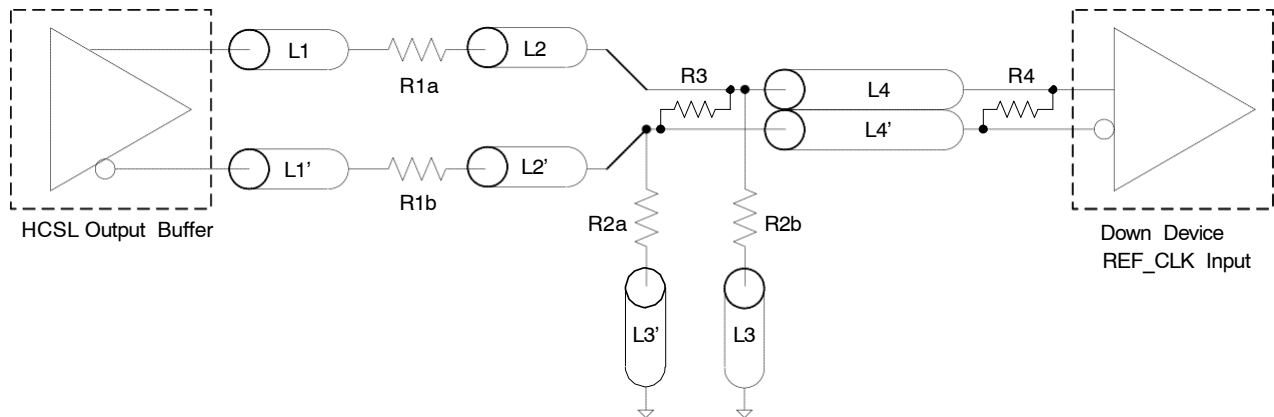 L1
R1a
L2
R3
L4
R4
L1’
R1b
L2’
L4’
HCSL Output Buffer
R2a
R2b
Down Device
REF_CLK Input
L3’
L3